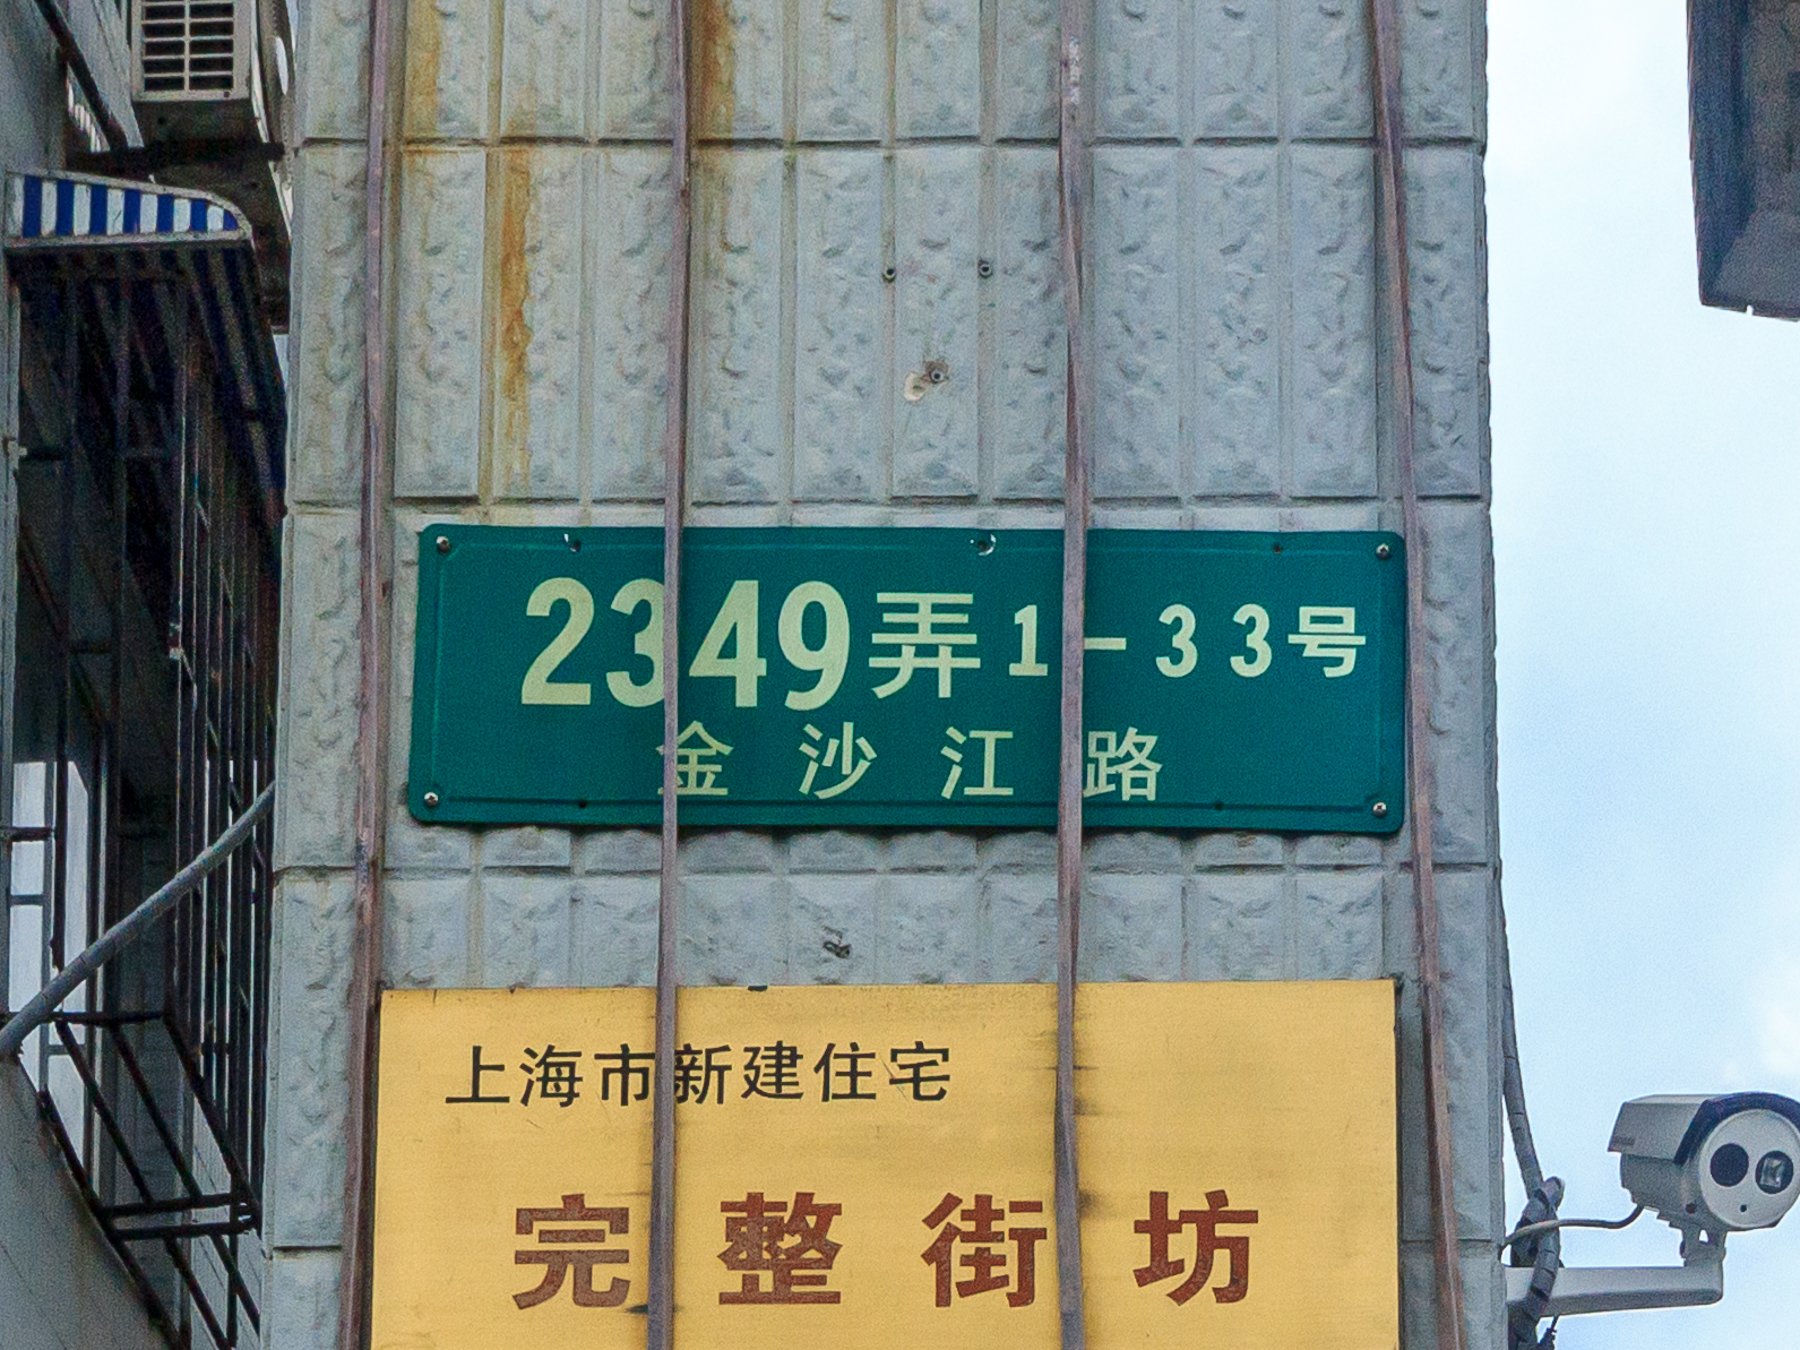 2349弄1-33号
金沙江路
上海市新建住宅
完整街坊